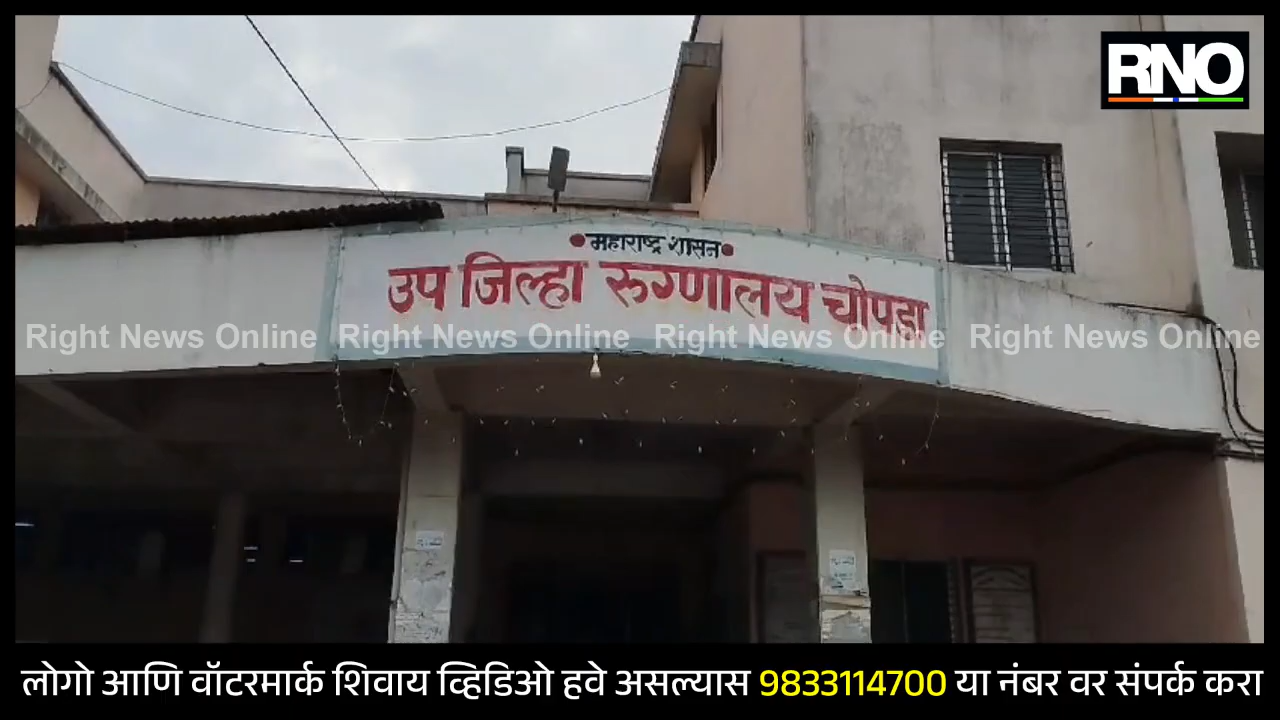 RNO
महाराष्ट्र शासन
उप जिल्हा रुग्णालय चोपडा
Right News Online Right News Online Right News Online Right News Online
लोगो आणि वॉटरमार्क शिवाय व्हिडिओ हवे असल्यास 9833114700 या नंबर वर संपर्क करा